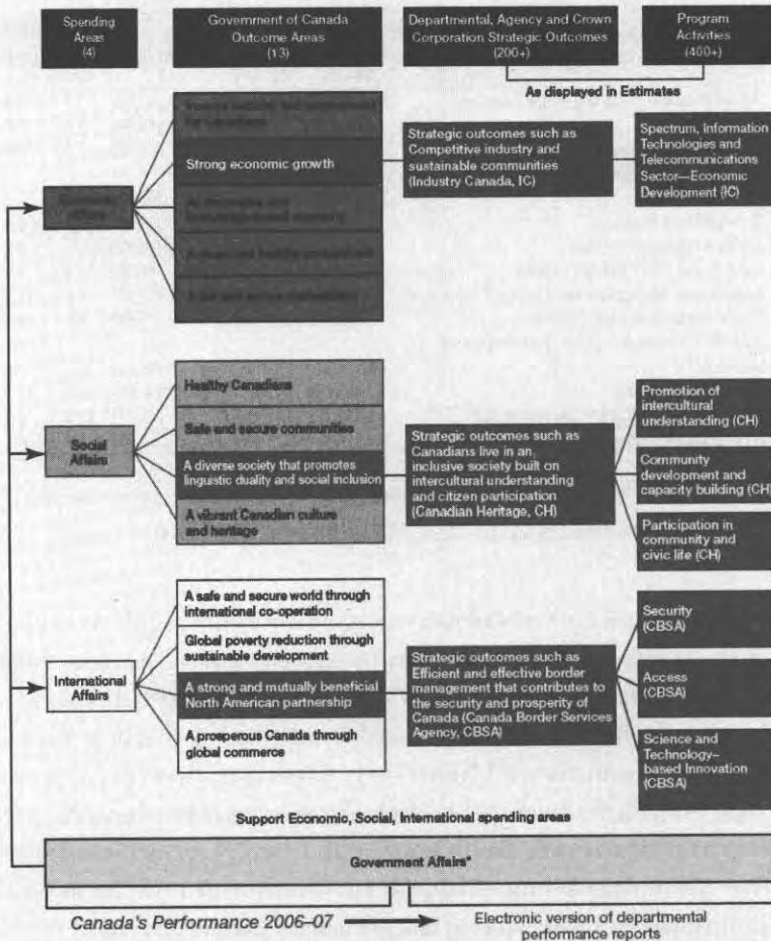 Spending
Areas
(4)
Government of Canada
Outcome Areas
(13)
Departmental, Agency and Crown
Corporation Strategic Outcomes
(200+)
Program
Activities
(400+)
As displayed in Estimates
Strong economic growth
Strategic outcomes such as
Competitive industry and
sustainable communities
(Industry Canada, IC)
Spectrum, Information
Technologies and
Telecommunications
Sector—Economic
Development (IC)
Social
Affairs
Healthy Canadians
Safe and secure communities
A diverse society that promotes
linguistic duality and social inclusion
A vibrant Canadian culture
and heritage
Strategic outcomes such as
Canadians live in an,
inclusive society built on
intercultural understanding
and citizen participation
(Canadian Heritage, CH)
Promotion of
intercultural
understanding (CH)
Community
development and
capacity building (CH)
Participation in
community and
civic life (CH)
International
Affairs
A safe and secure world through
international co-operation
Global poverty reduction through
sustainable development
A strong and mutually beneficial
North American partnership
A prosperous Canada through
global commerce
Strategic outcomes such as
Efficient and effective border
management that contributes to
the security and prosperity of
Canada (Canada Border Services
Agency, CBSA)
Security
(CBSA)
Access
(CBSA)
Science and
Technology–
based Innovation
(CBSA)
Support Economic, Social, International spending areas
Government Affairs*
Canada's Performance 2006–07
Electronic version of departmental
performance reports